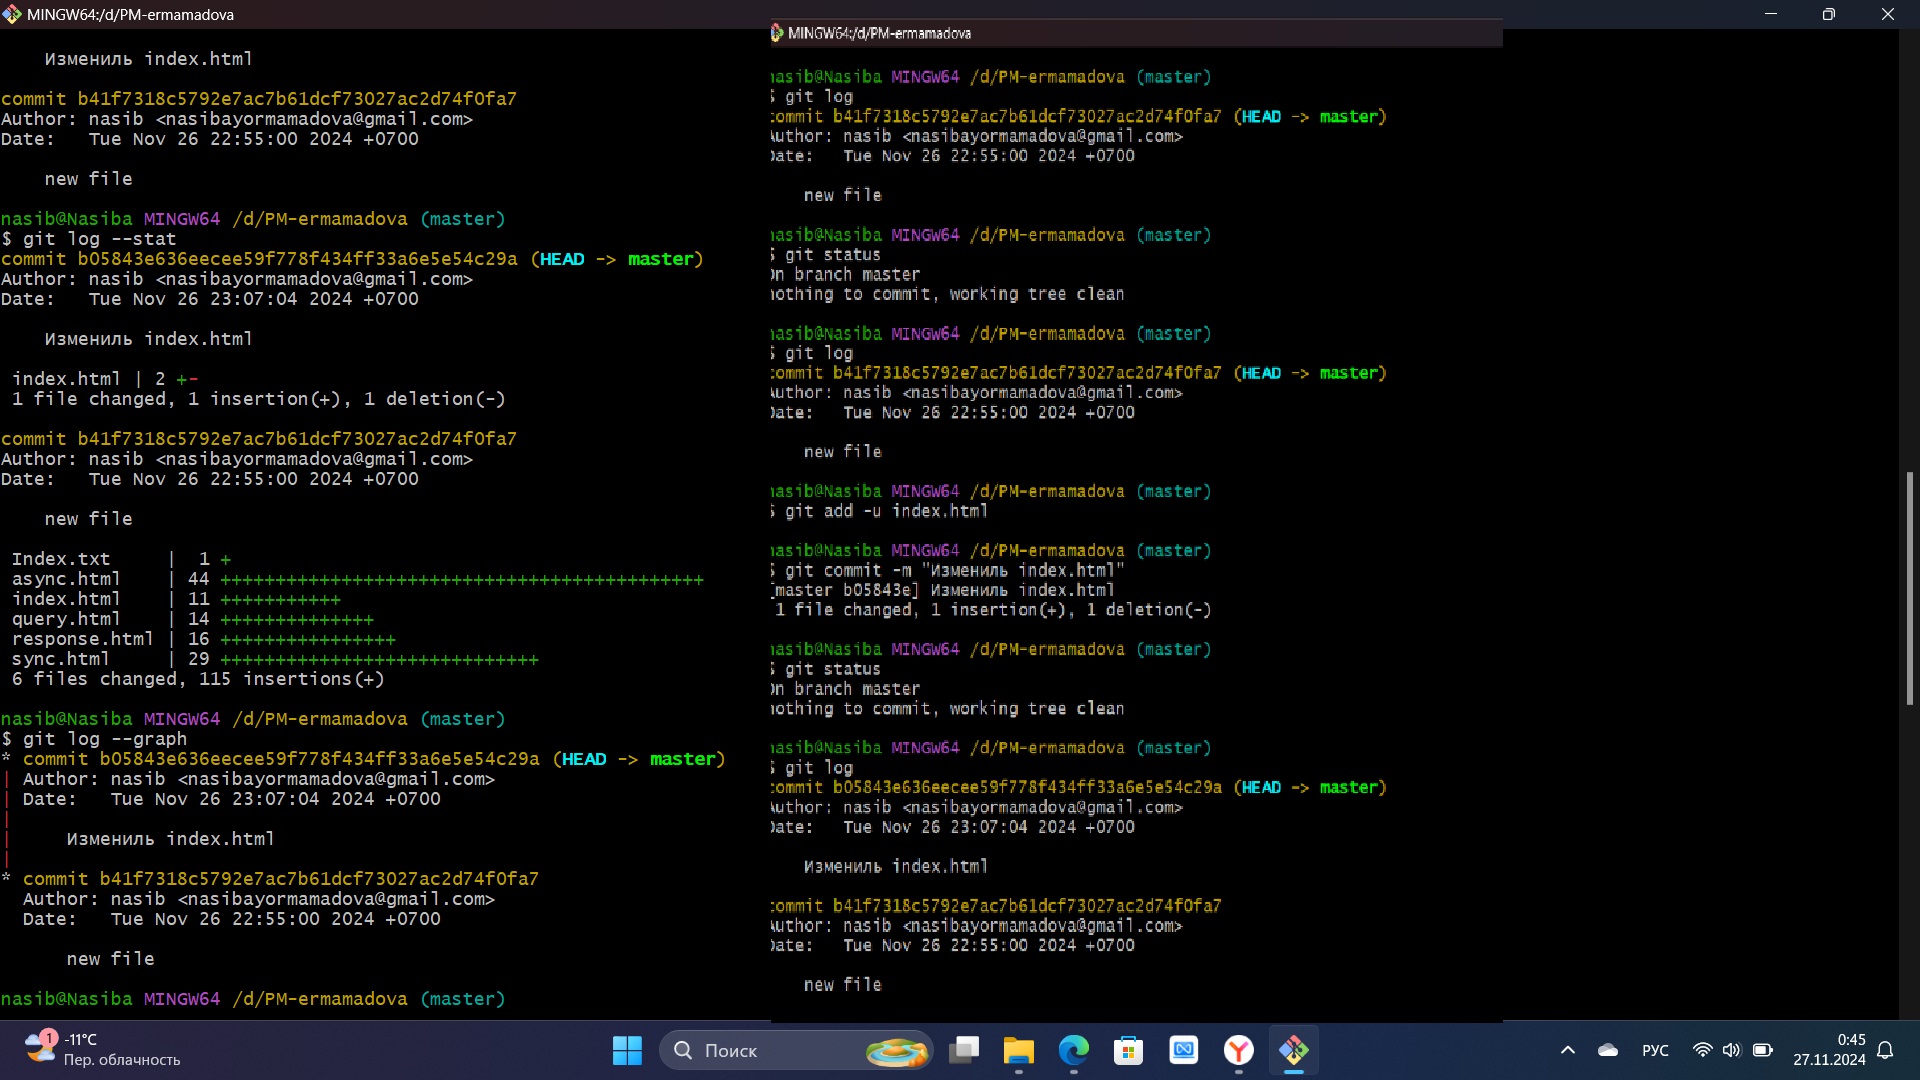 MINGW64:/d/PM-ermamadova
Измениль index.html
commit b41f7318c5792e7ac7b61dcf73027ac2d74f0fa7
Author: nasib <nasibayormamadova@gmail.com>
Date:   Tue Nov 26 22:55:00 2024 +0700
new file
nasib@Nasiba MINGW64 /d/PM-ermamadova (master)
$ git log --stat
commit b05843e636eecee59f778f434ff33a6e5e54c29a (HEAD -> master)
Author: nasib <nasibayormamadova@gmail.com>
Date:   Tue Nov 26 23:07:04 2024 +0700
Измениль index.html
index.html | 2 +-
1 file changed, 1 insertion(+), 1 deletion(-)
commit b41f7318c5792e7ac7b61dcf73027ac2d74f0fa7
Author: nasib <nasibayormamadova@gmail.com>
Date:   Tue Nov 26 22:55:00 2024 +0700
new file
Index.txt     |  1 +
async.html    | 44 ++++++++++++++++++++++++++++++++++++++++++++
index.html    | 11 +++++++++++
query.html    | 14 ++++++++++++++
response.html | 16 ++++++++++++++++
sync.html     | 29 +++++++++++++++++++++++++++++
6 files changed, 115 insertions(+)
nasib@Nasiba MINGW64 /d/PM-ermamadova (master)
$ git log --graph
* commit b05843e636eecee59f778f434ff33a6e5e54c29a (HEAD -> master)
| Author: nasib <nasibayormamadova@gmail.com>
| Date:   Tue Nov 26 23:07:04 2024 +0700
|
|     Измениль index.html
|
* commit b41f7318c5792e7ac7b61dcf73027ac2d74f0fa7
Author: nasib <nasibayormamadova@gmail.com>
Date:   Tue Nov 26 22:55:00 2024 +0700
new file
nasib@Nasiba MINGW64 /d/PM-ermamadova (master)
MINGW64:/d/PM-ermamadova
nasib@Nasiba MINGW64 /d/PM-ermamadova (master)
$ git log
commit b41f7318c5792e7ac7b61dcf73027ac2d74f0fa7 (HEAD -> master)
Author: nasib <nasibayormamadova@gmail.com>
Date:   Tue Nov 26 22:55:00 2024 +0700
new file
nasib@Nasiba MINGW64 /d/PM-ermamadova (master)
$ git status
On branch master
nothing to commit, working tree clean
nasib@Nasiba MINGW64 /d/PM-ermamadova (master)
$ git log
commit b41f7318c5792e7ac7b61dcf73027ac2d74f0fa7 (HEAD -> master)
Author: nasib <nasibayormamadova@gmail.com>
Date:   Tue Nov 26 22:55:00 2024 +0700
new file
nasib@Nasiba MINGW64 /d/PM-ermamadova (master)
$ git add -u index.html
nasib@Nasiba MINGW64 /d/PM-ermamadova (master)
$ git commit -m "Измениль index.html"
[master b05843e] Измениль index.html
1 file changed, 1 insertion(+), 1 deletion(-)
nasib@Nasiba MINGW64 /d/PM-ermamadova (master)
$ git status
On branch master
nothing to commit, working tree clean
nasib@Nasiba MINGW64 /d/PM-ermamadova (master)
$ git log
commit b05843e636eecee59f778f434ff33a6e5e54c29a (HEAD -> master)
Author: nasib <nasibayormamadova@gmail.com>
Date:   Tue Nov 26 23:07:04 2024 +0700
Измениль index.html
commit b41f7318c5792e7ac7b61dcf73027ac2d74f0fa7
Author: nasib <nasibayormamadova@gmail.com>
Date:   Tue Nov 26 22:55:00 2024 +0700
new file
1
-11°C
Пер. облачность
Поиск
РУС
0:45
27.11.2024